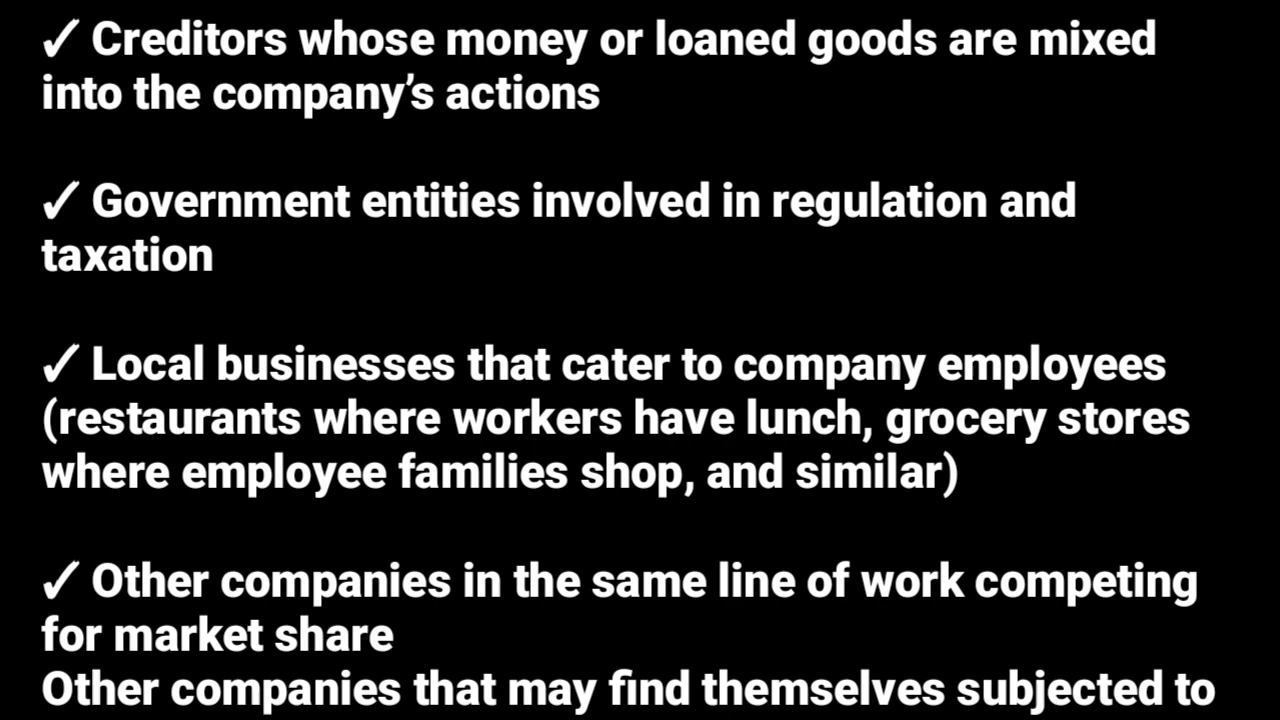 ✓ Creditors whose money or loaned goods are mixed
into the company’s actions
✓ Government entities involved in regulation and
taxation
✓ Local businesses that cater to company employees
(restaurants where workers have lunch, grocery stores
where employee families shop, and similar)
✓ Other companies in the same line of work competing
for market share
Other companies that may find themselves subjected to